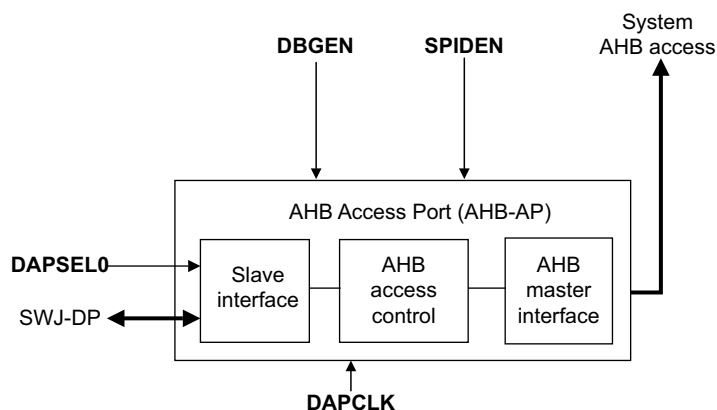 System
AHB access
DBGEN
SPIDEN
AHB Access Port (AHB-AP)
DAPSEL0
Slave
interface
AHB
access
control
AHB
master
interface
SWJ-DP
DAPCLK